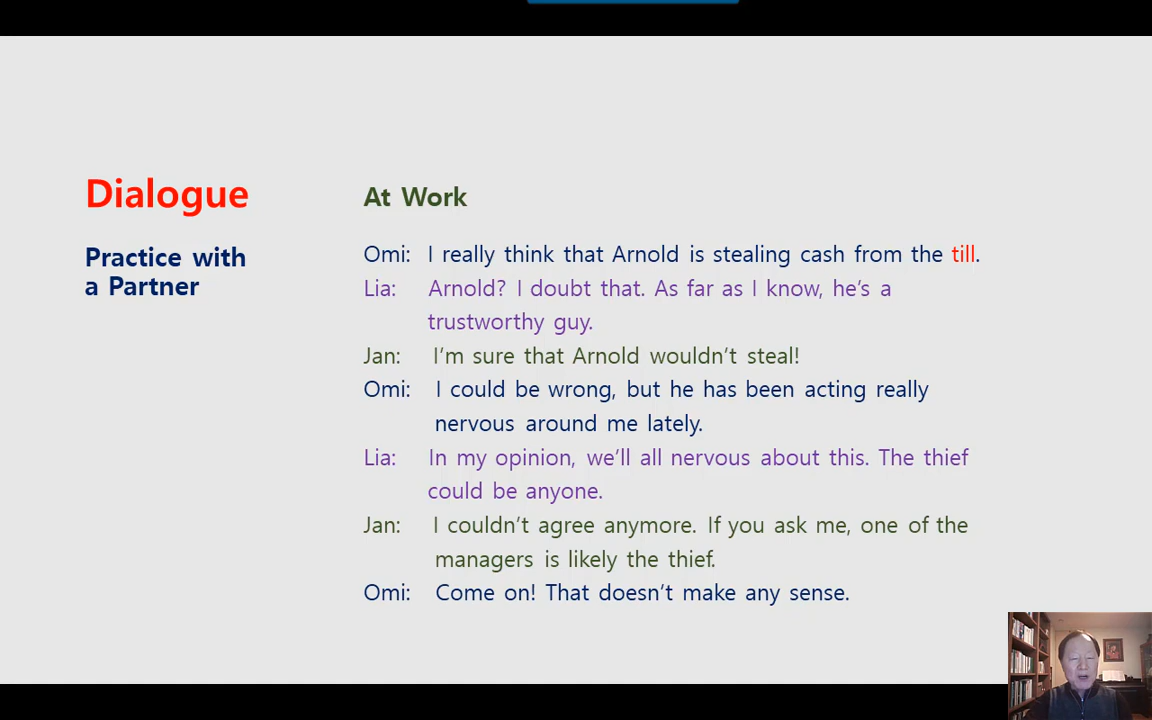 Dialogue
Practice with
a Partner
At Work
Omi: I really think that Arnold is stealing cash from the till.
Lia: Arnold? I doubt that. As far as I know, he's a
trustworthy guy.
Jan: I'm sure that Arnold wouldn't steal!
Omi: I could be wrong, but he has been acting really
nervous around me lately.
Lia: In my opinion, we'll all nervous about this. The thief
could be anyone.
Jan: I couldn't agree anymore. If you ask me, one of the
managers is likely the thief.
Omi: Come on! That doesn't make any sense.